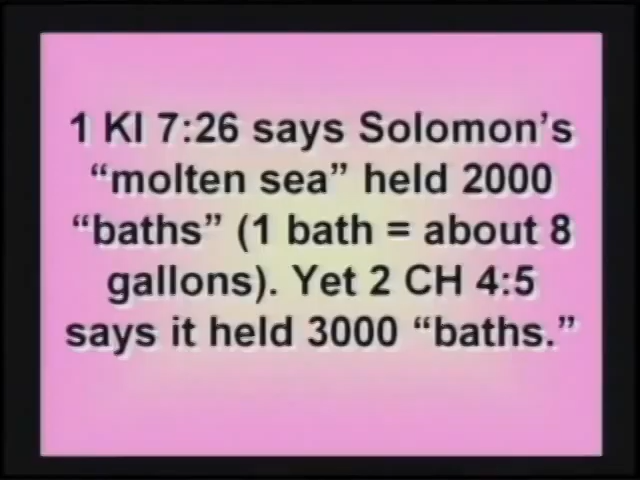 1 KI 7:26 says Solomon’s
“molten sea” held 2000
“baths” (1 bath = about 8
gallons). Yet 2 CH 4:5
says it held 3000 “baths.”